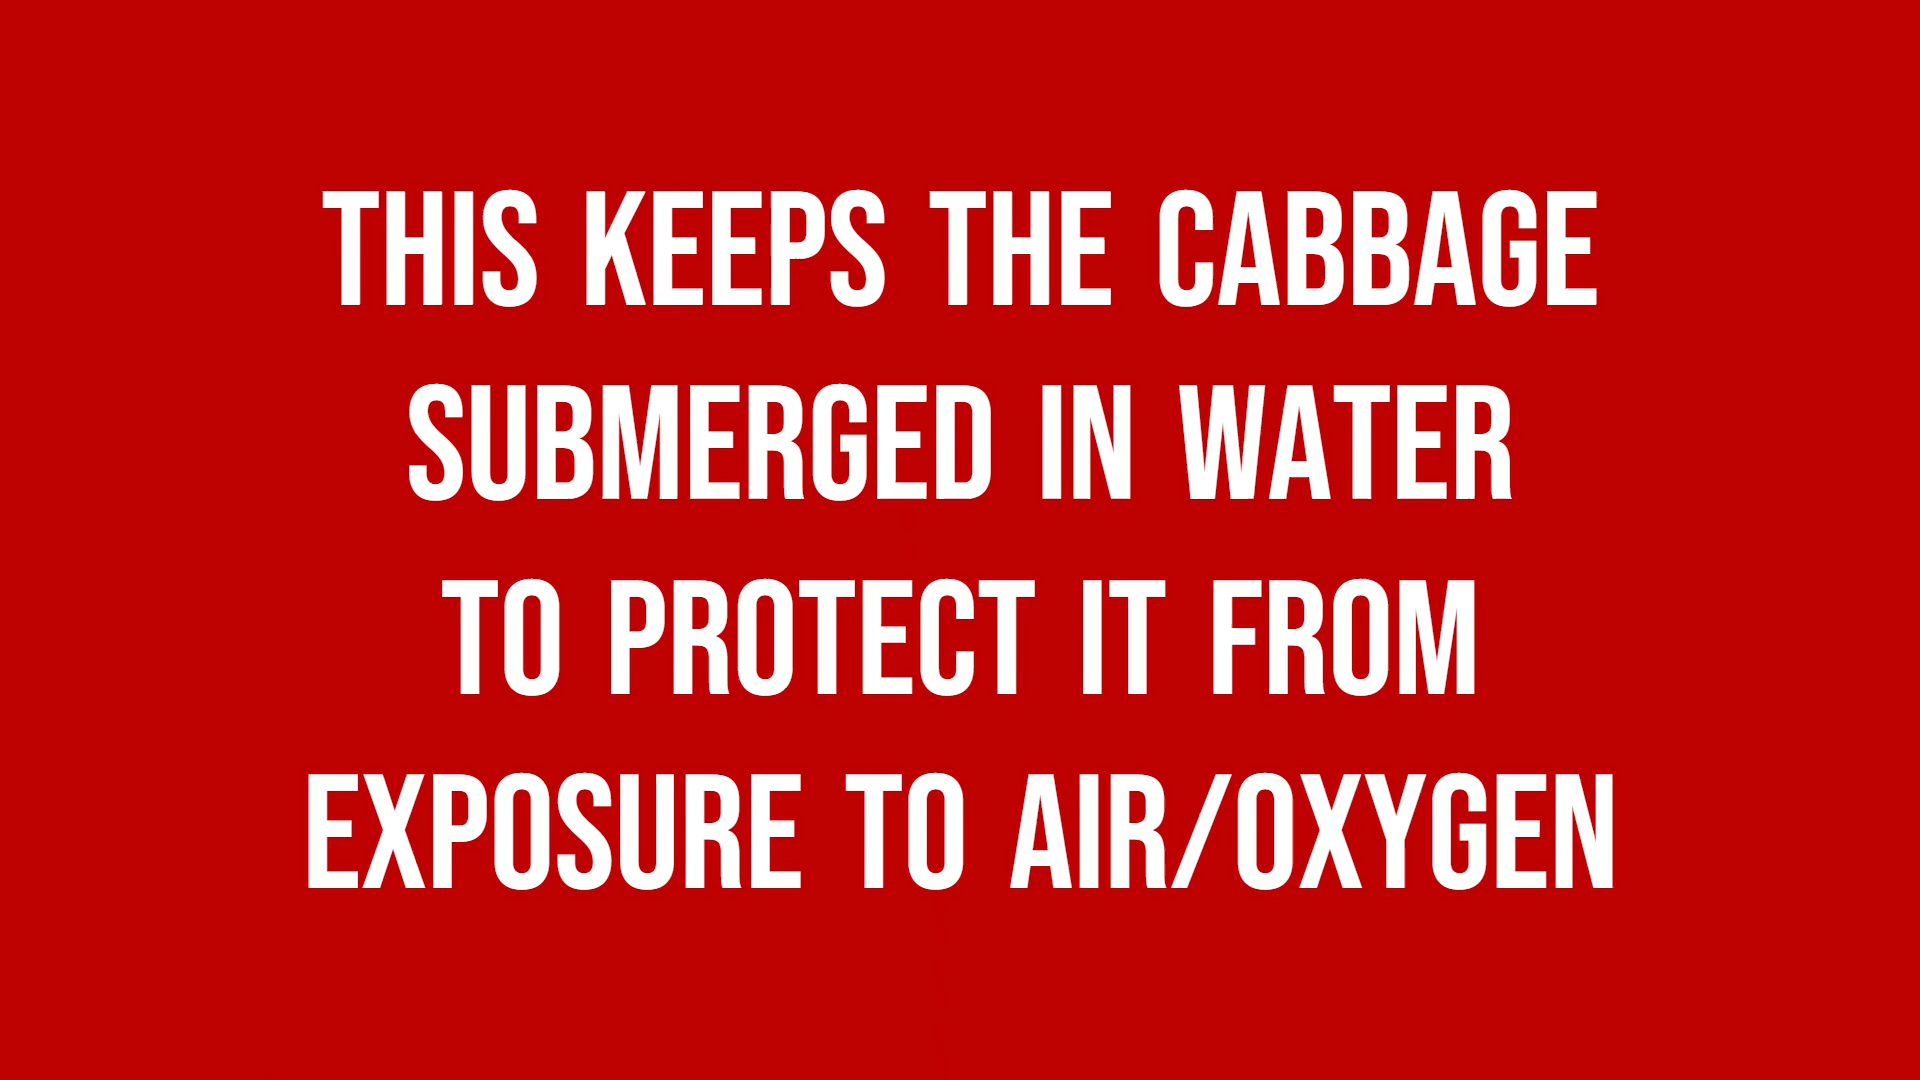 THIS KEEPS THE CABBAGE
SUBMERGED IN WATER
TO PROTECT IT FROM
EXPOSURE TO AIR/OXYGEN